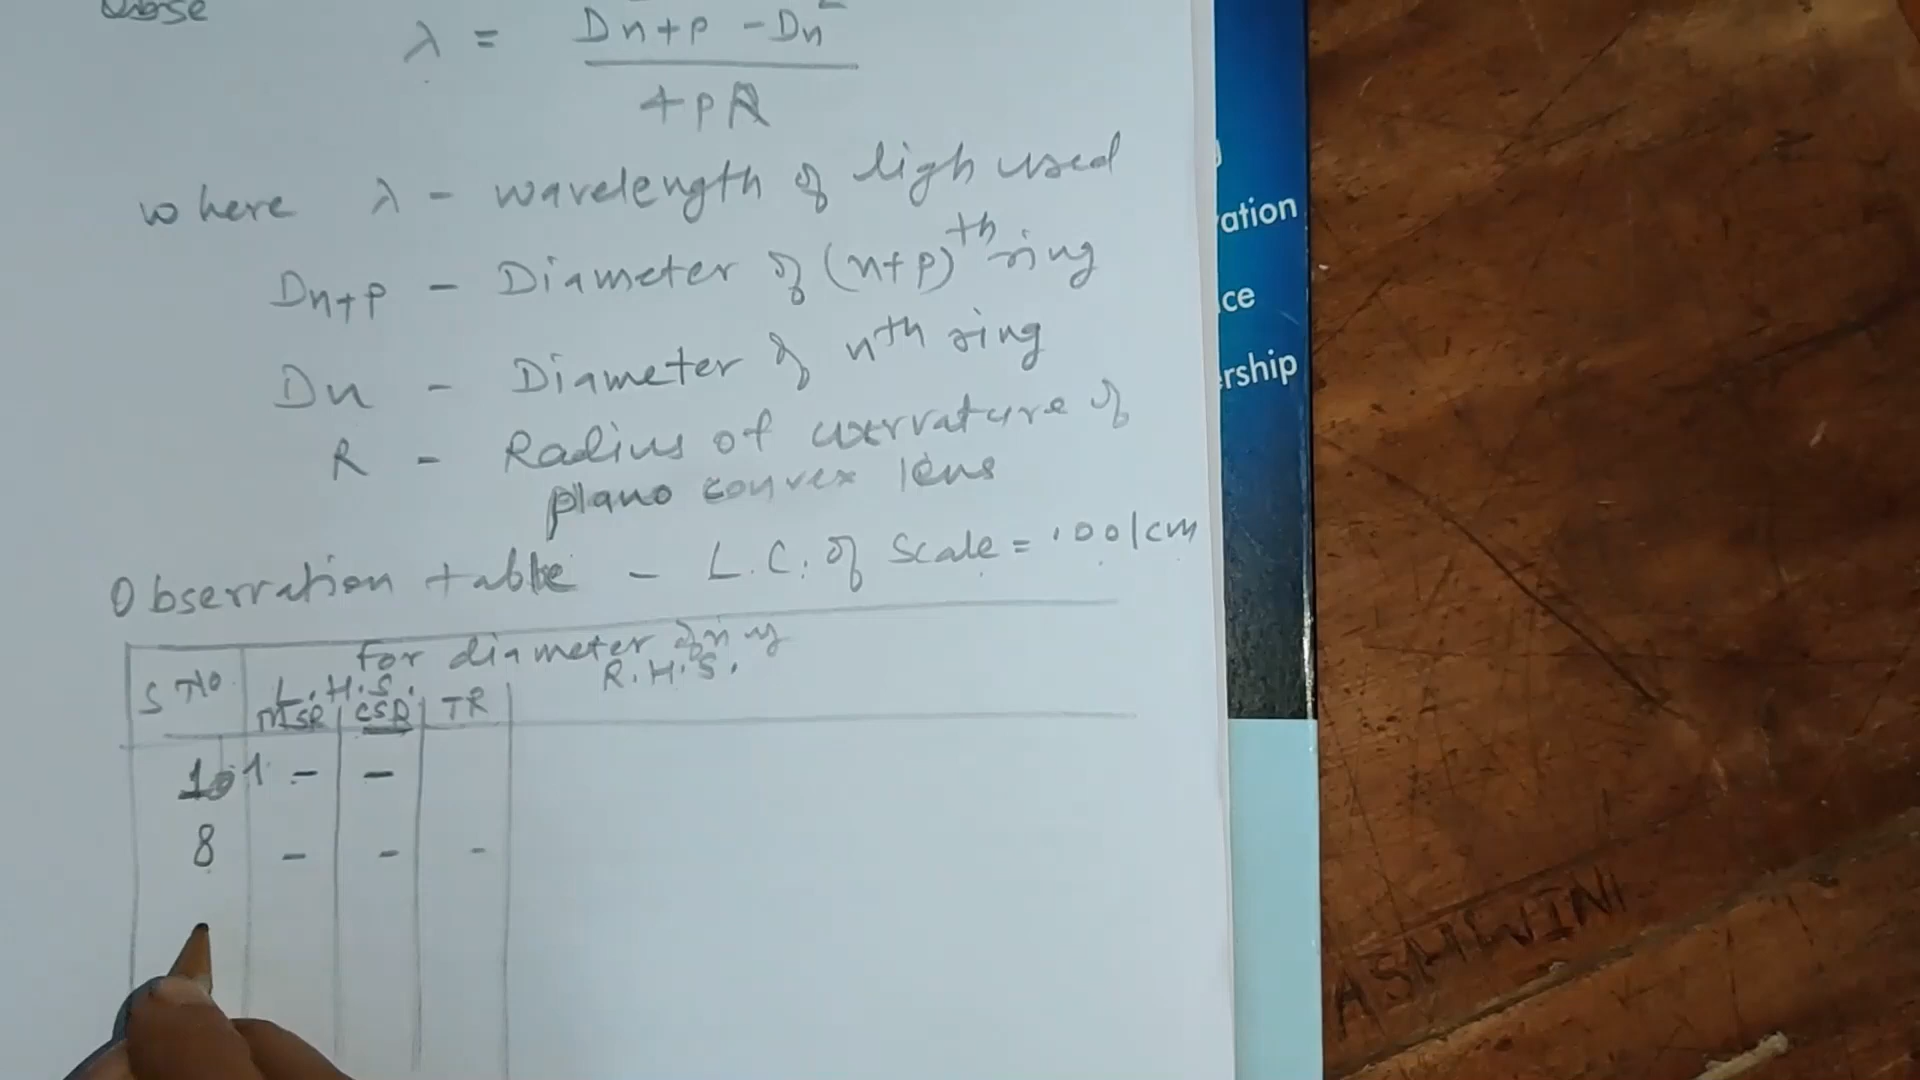 λ = Dn+p - Dn²
4pR
where λ - wavelength of ligh used
Dn+p - Diameter of (n+p)th ring
Dn - Diameter of nth ring
R - Radius of curvature of
plano convex lens
Observation table - L.C. of Scale = .001cm
for diameter of ring
S No L.H.S. R.H.S.
MSR CSR TR
10 - -
8 - - -
ation
ce
rship
ASHWINI